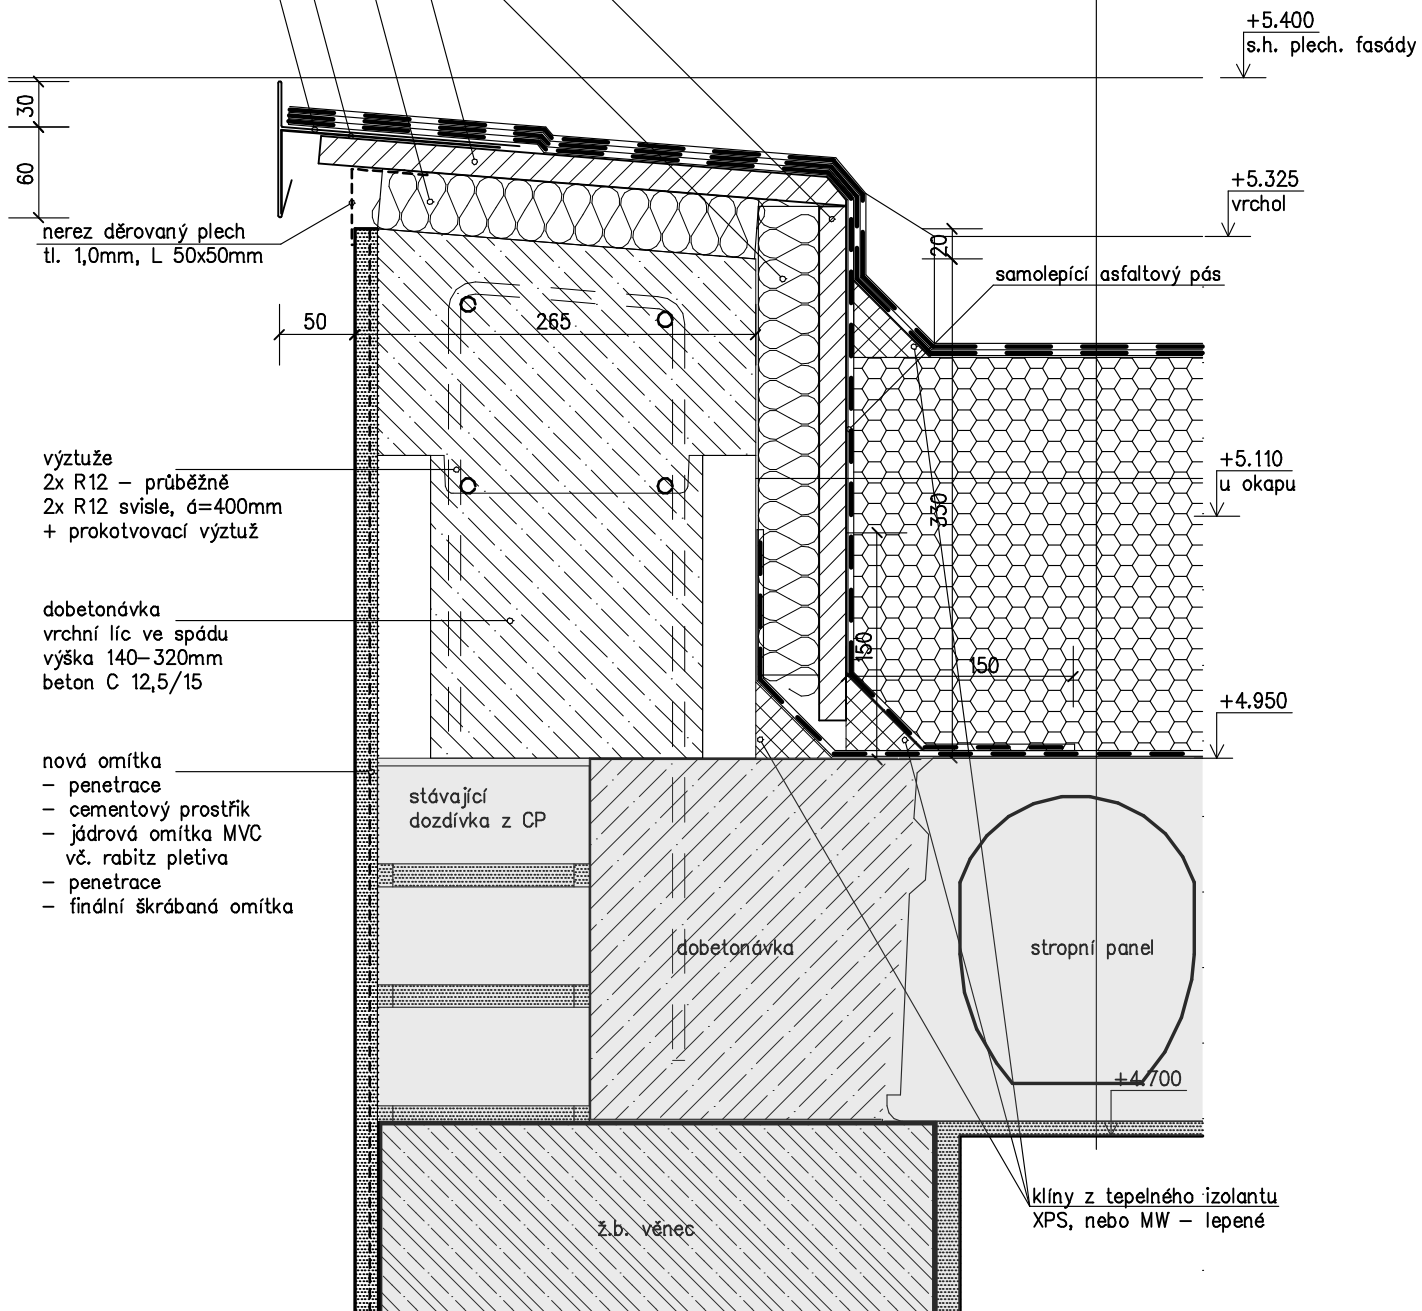 +5.400
s.h. plech. fasády
30
60
+5.325
vrchol
nerez děrovaný plech
tl. 1,0mm, L 50x50mm
20
samolepící asfaltový pás
50
265
výztuže
2x R12 – průběžně
2x R12 svisle, á=400mm
+ prokotvovací výztuž
+5.110
u okapu
330
dobetonávka
vrchní líc ve spádu
výška 140–320mm
beton C 12,5/15
150
150
+4.950
nová omítka
– penetrace
– cementový prostřik
– jádrová omítka MVC
vč. rabitz pletiva
– penetrace
– finální škrábaná omítka
stávající
dozdívka z CP
dobetonávka
stropní panel
+4.700
klíny z tepelného izolantu
XPS, nebo MW – lepené
ž.b. věnec